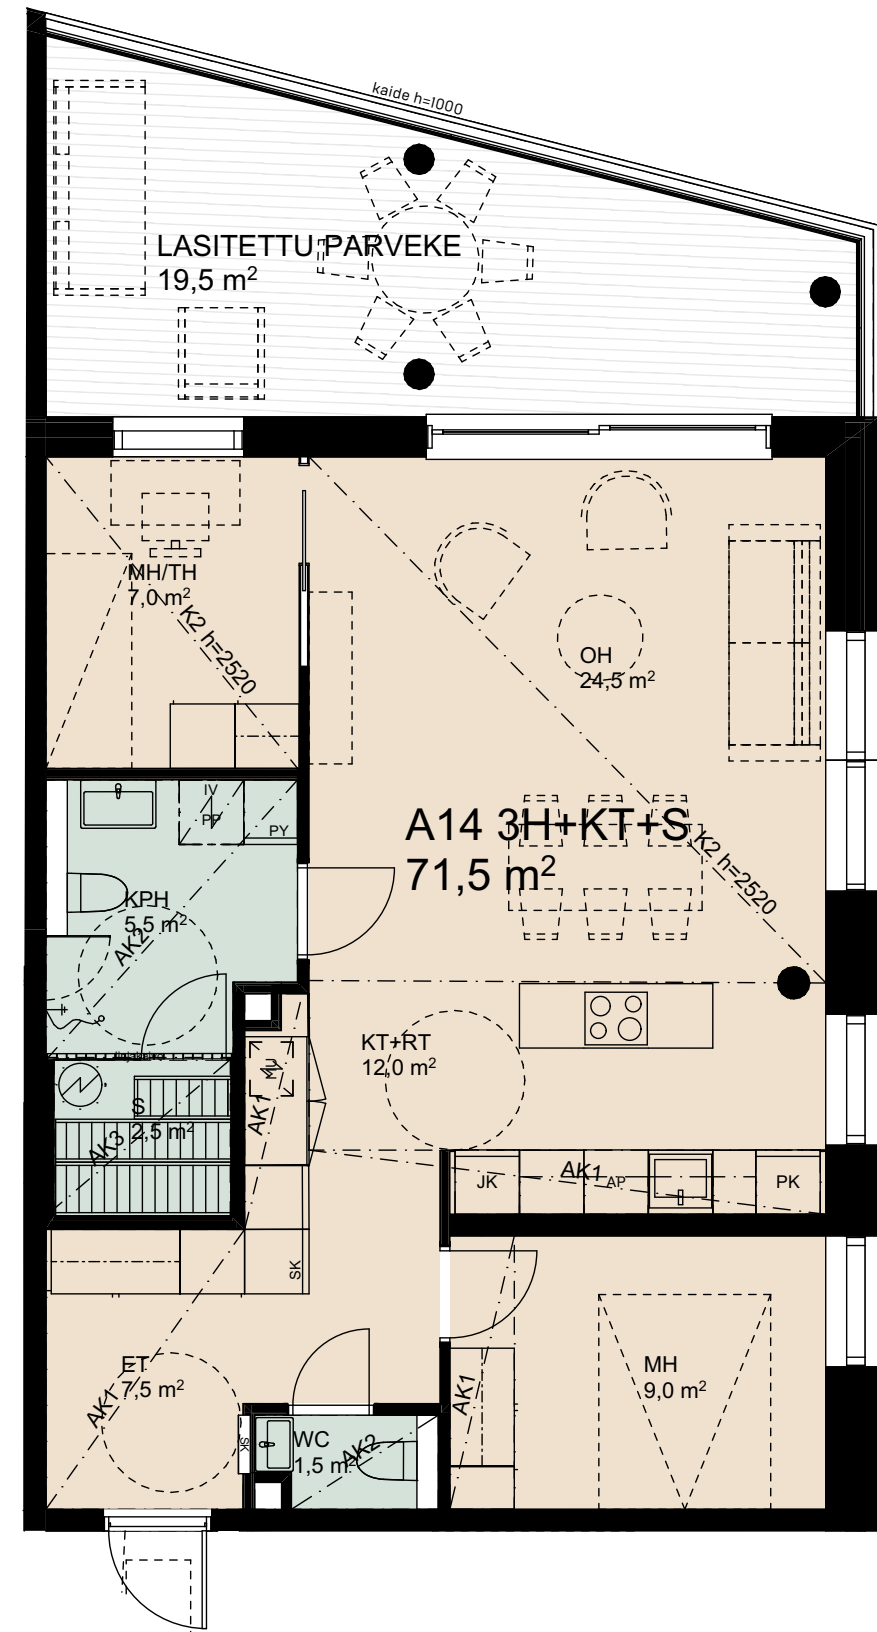 kaide h=1000
LASITETTU PARVEKE
19,5 m²
MH/TH
7,0 m²
K2 h=2520
OH
24,5 m²
A14 3H+KT+S
71,5 m²
K2 h=2520
IV
PP
PY
KPH
5,5 m²
AK2
KT+RT
12,0 m²
MU
AK1
S
2,5 m²
AK3
JK
AK1
AP
PK
SK
ET
7,5 m²
AK1
SK
WC
1,5 m²
AK2
AK1
MH
9,0 m²